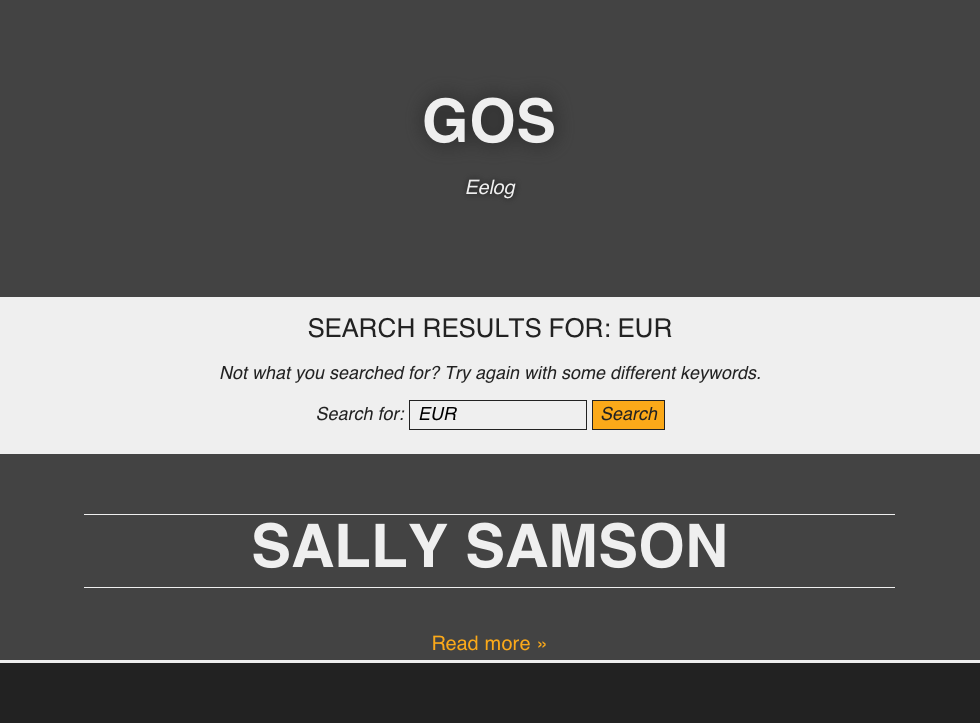 GOS
Eelog
SEARCH RESULTS FOR: EUR
Not what you searched for? Try again with some different keywords.
Search for: EUR Search
SALLY SAMSON
Read more »